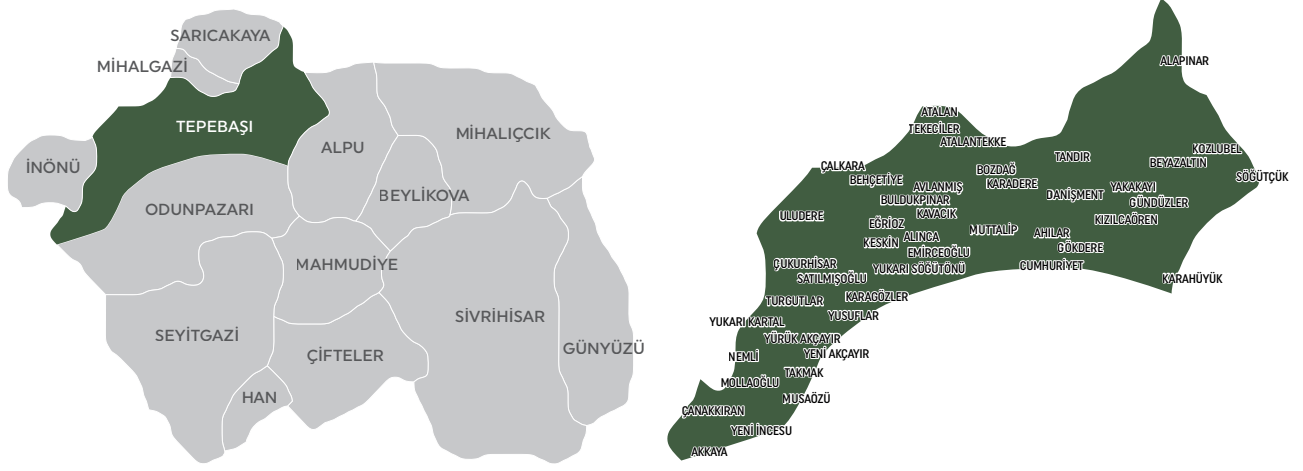 SARICAKAYA
MİHALGAZİ
TEPEBAŞI
İNÖNÜ
ALPU
MİHALIÇCIK
BEYLİKOVA
ODUNPAZARI
MAHMUDİYE
SEYİTGAZİ
SİVRİHİSAR
GÜNYÜZÜ
ÇİFTELER
HAN
ALAPINAR
ATALAN
TEKECİLER
ATALANTEKKE
KOZLUBEL
TANDIR
BEYAZALTIN
ÇALKARA
BOZDAĞ
SÖĞÜTÇÜK
BEHÇETİYE
KARADERE
AVLANMIŞ
YAKAKAYI
DANİŞMENT
BULDUKPINAR
GÜNDÜZLER
ULUDERE
KAVACIK
KIZILCAÖREN
EĞRİÖZ
MUTTALİP
AHILAR
ALINCA
KESKİN
GÖKDERE
EMİRCEOĞLU
ÇUKURHİSAR
YUKARI SÖĞÜTÖNÜ
CUMHURİYET
SATILMIŞOĞLU
KARAHÜYÜK
KARAGÖZLER
TURGUTLAR
YUSUFLAR
YUKARI KARTAL
YÜRÜK AKÇAYIR
YENİ AKÇAYIR
NEMLİ
TAKMAK
MOLLAOĞLU
MUSAÖZÜ
ÇANAKKIRAN
YENİ İNCESU
AKKAYA